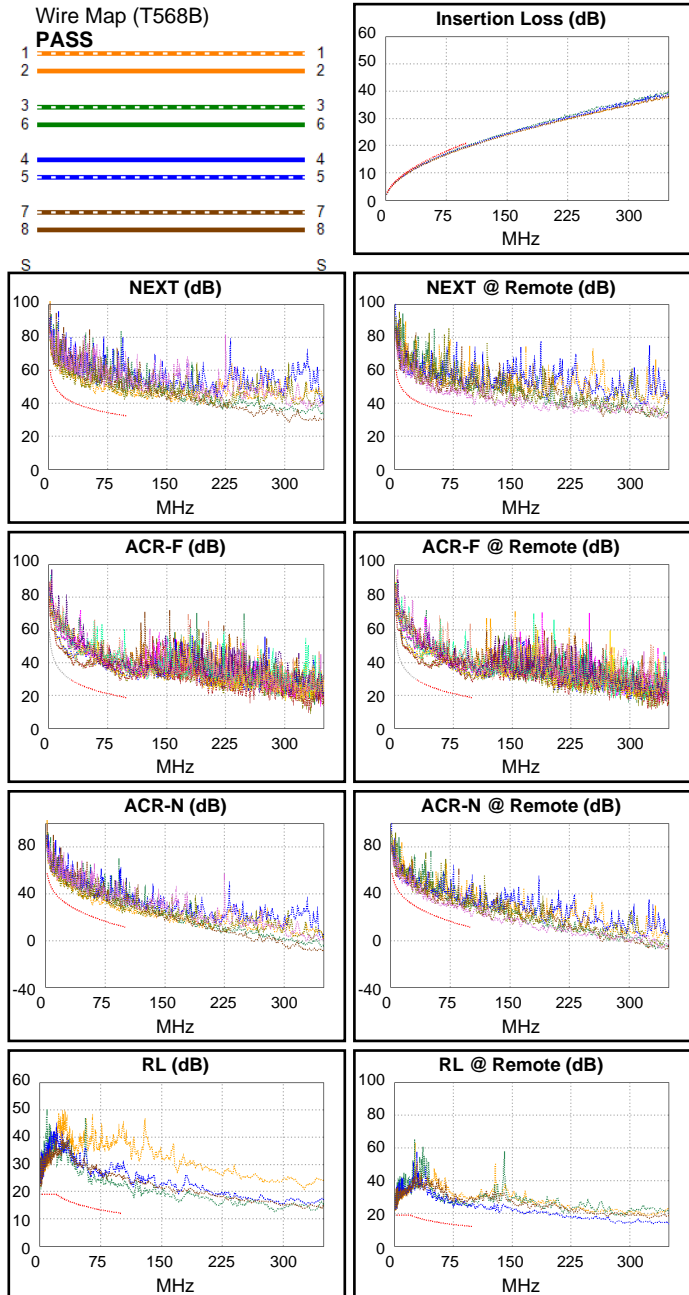 Wire Map (T568B)
PASS
1 1
2 2
3 3
6 6
4 4
5 5
7 7
8 8
S S
Insertion Loss (dB)
60
50
40
30
20
10
0
0 75 150 225 300
MHz
NEXT (dB)
100
80
60
40
20
0
0 75 150 225 300
MHz
NEXT @ Remote (dB)
100
80
60
40
20
0
0 75 150 225 300
MHz
ACR-F (dB)
100
80
60
40
20
0
0 75 150 225 300
MHz
ACR-F @ Remote (dB)
100
80
60
40
20
0
0 75 150 225 300
MHz
ACR-N (dB)
80
40
0
-40
0 75 150 225 300
MHz
ACR-N @ Remote (dB)
80
40
0
-40
0 75 150 225 300
MHz
RL (dB)
60
50
40
30
20
10
0
0 75 150 225 300
MHz
RL @ Remote (dB)
100
80
60
40
20
0
0 75 150 225 300
MHz